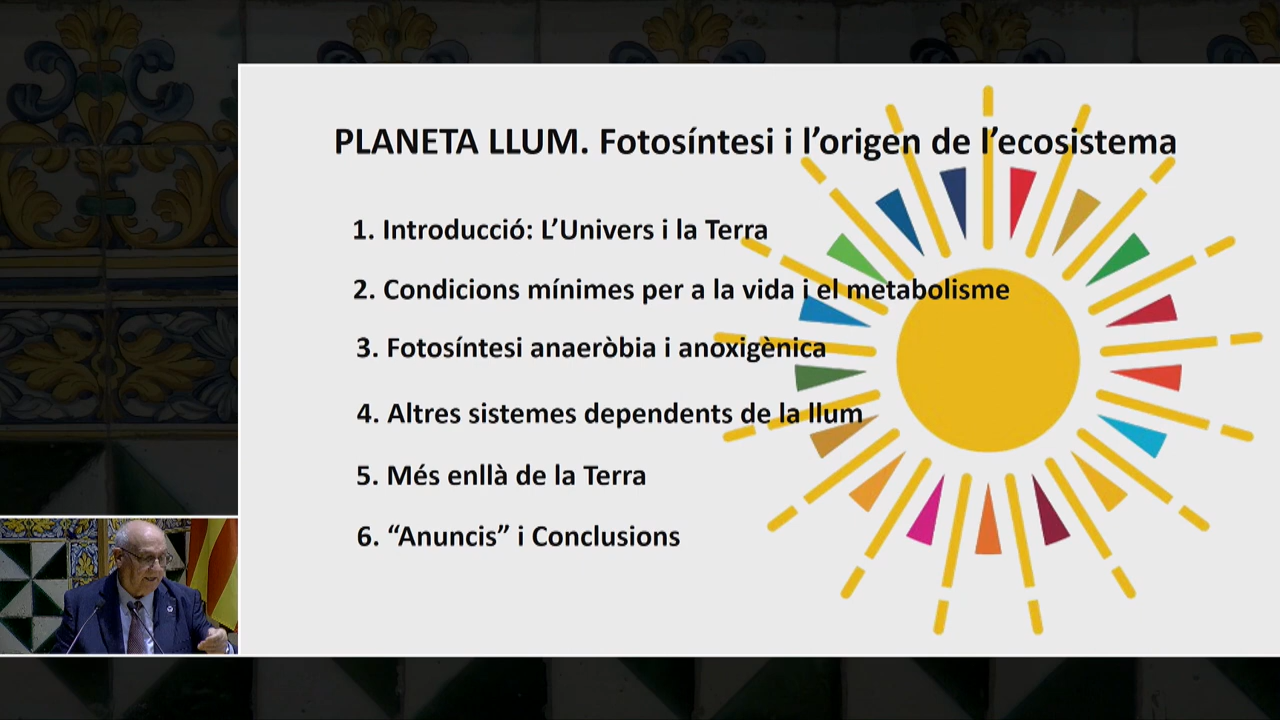 PLANETA LLUM. Fotosíntesi i l’origen de l’ecosistema
1. Introducció: L’Univers i la Terra
2. Condicions mínimes per a la vida i el metabolisme
3. Fotosíntesi anaeròbia i anoxigènica
4. Altres sistemes dependents de la llum
5. Més enllà de la Terra
6. “Anuncis” i Conclusions